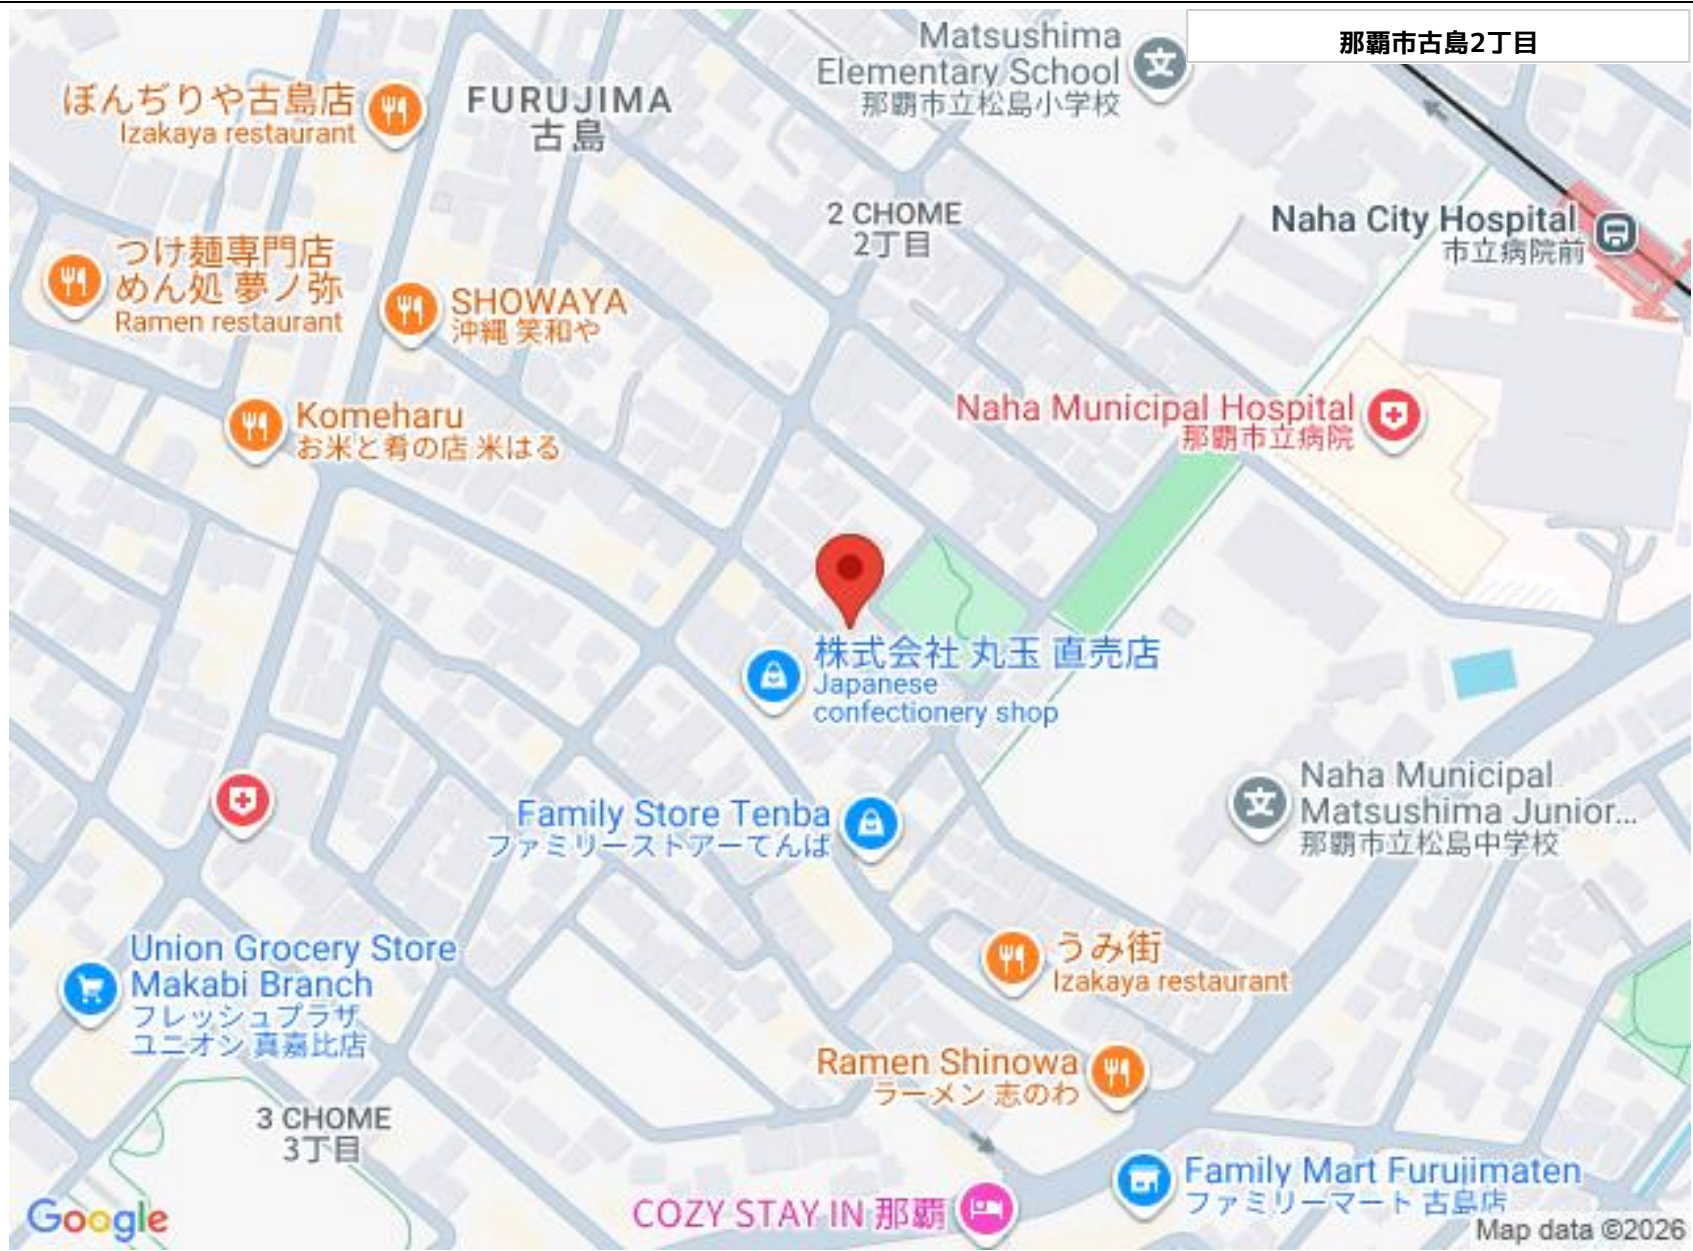 那覇市古島2丁目
Matsushima
Elementary School
那覇市立松島小学校
ぼんぢりや古島店
Izakaya restaurant
FURUJIMA
古島
2 CHOME
2丁目
Naha City Hospital
市立病院前
つけ麺専門店
めん処 夢ノ弥
Ramen restaurant
SHOWAYA
沖縄 笑和や
Komeharu
お米と肴の店 米はる
Naha Municipal Hospital
那覇市立病院
株式会社 丸玉 直売店
Japanese
confectionery shop
Family Store Tenba
ファミリーストアーてんば
Naha Municipal
Matsushima Junior...
那覇市立松島中学校
Union Grocery Store
Makabi Branch
フレッシュプラザ
ユニオン 真嘉比店
うみ街
Izakaya restaurant
Ramen Shinowa
ラーメン 志のわ
3 CHOME
3丁目
Family Mart Furujimaten
ファミリーマート 古島店
COZY STAY IN 那覇
Google
Map data ©2026